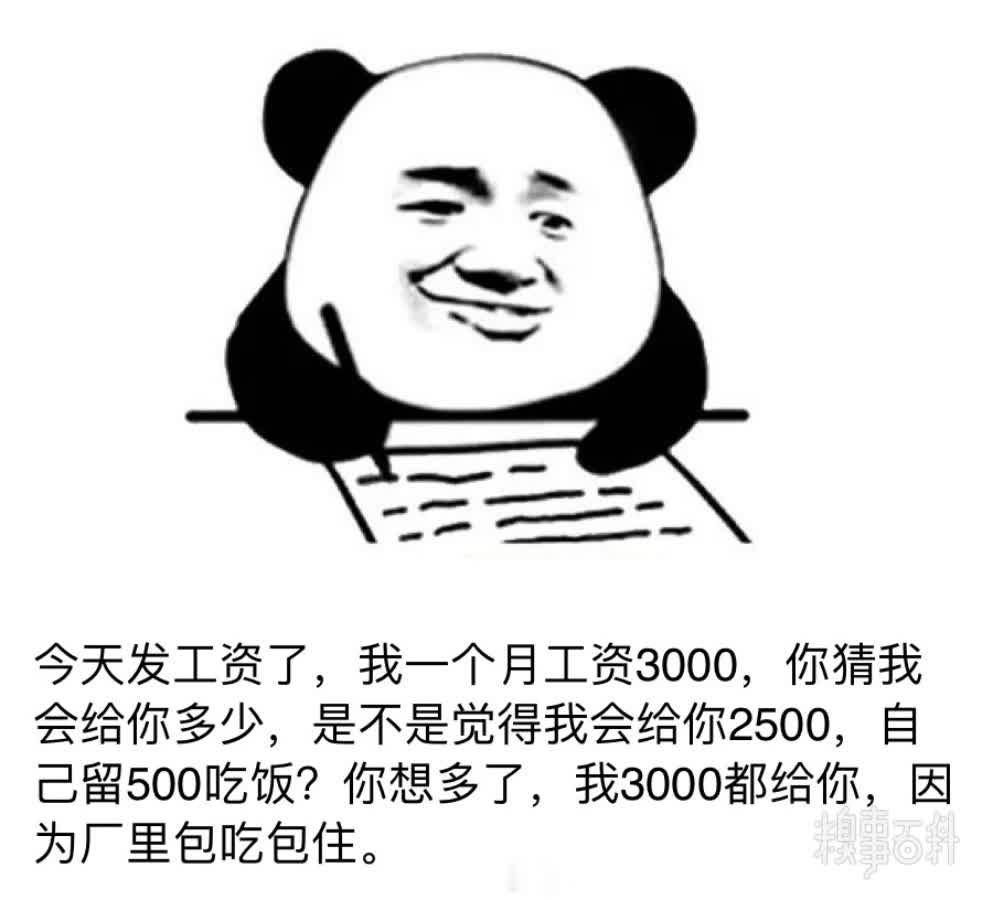 今天发工资了，我一个月工资3000，你猜我
会给你多少，是不是觉得我会给你2500，自
己留500吃饭？你想多了，我3000都给你，因
为厂里包吃包住。
糗事百科